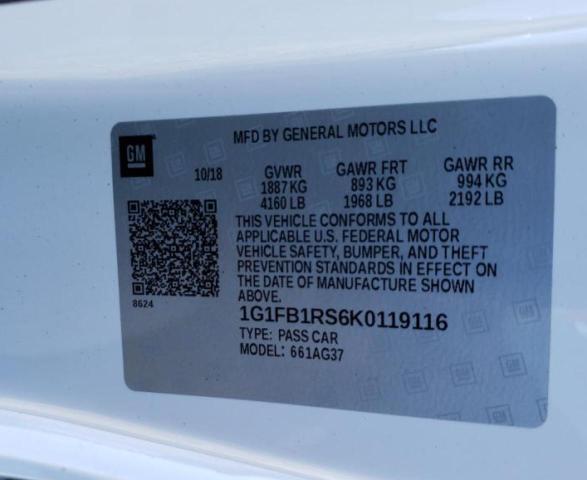 MFD BY GENERAL MOTORS LLC
GM
10/18 GVWR GAWR FRT GAWR RR
1887 KG 893 KG 994 KG
4160 LB 1968 LB 2192 LB
THIS VEHICLE CONFORMS TO ALL
APPLICABLE U.S. FEDERAL MOTOR
VEHICLE SAFETY, BUMPER, AND THEFT
PREVENTION STANDARDS IN EFFECT ON
THE DATE OF MANUFACTURE SHOWN
ABOVE.
8624
1G1FB1RS6K0119116
TYPE: PASS CAR
MODEL: 661AG37